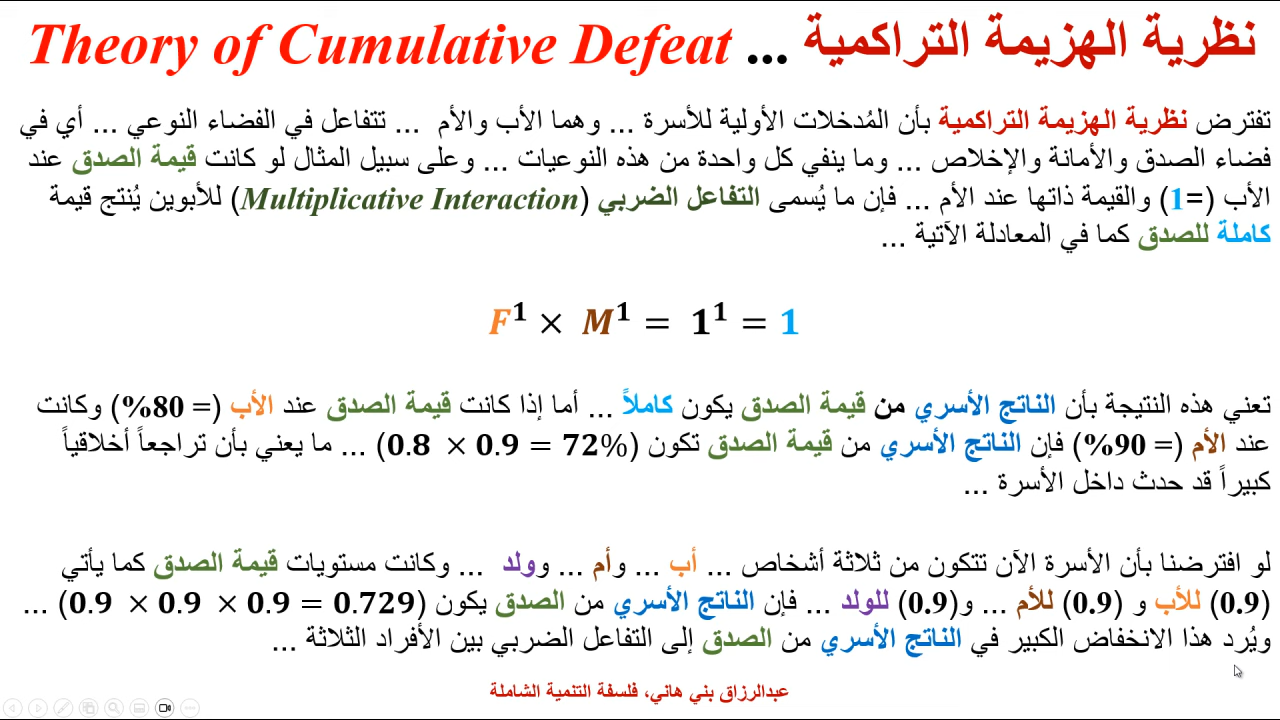 نظرية الهزيمة التراكمية ... Theory of Cumulative Defeat
تفترض نظرية الهزيمة التراكمية بأن المُدخلات الأولية للأسرة ... وهما الأب والأم ... تتفاعل في الفضاء النوعي ... أي في
فضاء الصدق والأمانة والإخلاص ... وما ينفي كل واحدة من هذه النوعيات ... وعلى سبيل المثال لو كانت قيمة الصدق عند
الأب (=1) والقيمة ذاتها عند الأم ... فإن ما يُسمى التفاعل الضربي (Multiplicative Interaction) للأبوين يُنتج قيمة
كاملة للصدق كما في المعادلة الآتية ...
F¹ × M¹ = 1¹ = 1
تعني هذه النتيجة بأن الناتج الأسري من قيمة الصدق يكون كاملاً ... أما إذا كانت قيمة الصدق عند الأب (= 80%) وكانت
عند الأم (= 90%) فإن الناتج الأسري من قيمة الصدق تكون (0.8 × 0.9 = 72%) ... ما يعني بأن تراجعاً أخلاقياً
كبيراً قد حدث داخل الأسرة ...
لو افترضنا بأن الأسرة الآن تتكون من ثلاثة أشخاص ... أب ... وأم ... وولد ... وكانت مستويات قيمة الصدق كما يأتي
(0.9) للأب و (0.9) للأم ... و(0.9) للولد ... فإن الناتج الأسري من الصدق يكون (0.9 × 0.9 × 0.9 = 0.729) ...
ويُرد هذا الانخفاض الكبير في الناتج الأسري من الصدق إلى التفاعل الضربي بين الأفراد الثلاثة ...
عبدالرزاق بني هاني، فلسفة التنمية الشاملة